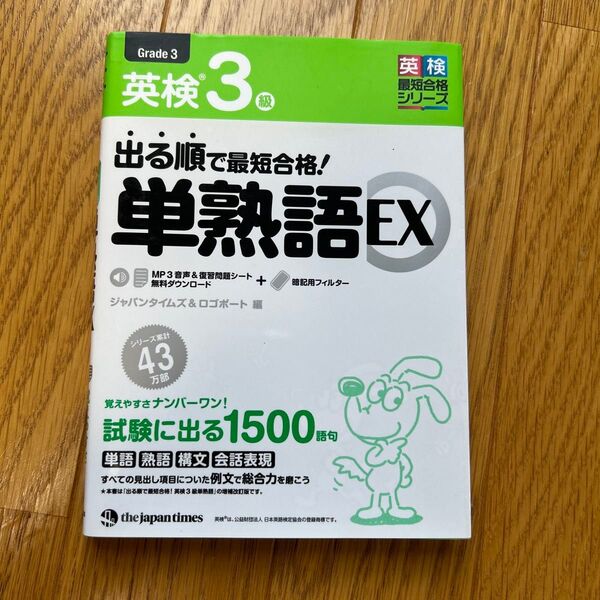 Grade 3
英検®3級
英検
最短合格
シリーズ
出る順で最短合格!
単熟語EX
MP3音声&復習問題シート
無料ダウンロード
+
暗記用フィルター
ジャパンタイムズ&ロゴポート 編
シリーズ累計
43
万部
覚えやすさナンバーワン!
試験に出る1500語句
単語 熟語 構文 会話表現
すべての見出し項目についた例文で総合力を磨こう
★本書は「出る順で最短合格!英検3級単熟語」の増補改訂版です。
the japan times
英検®は、公益財団法人 日本英語検定協会の登録商標です。